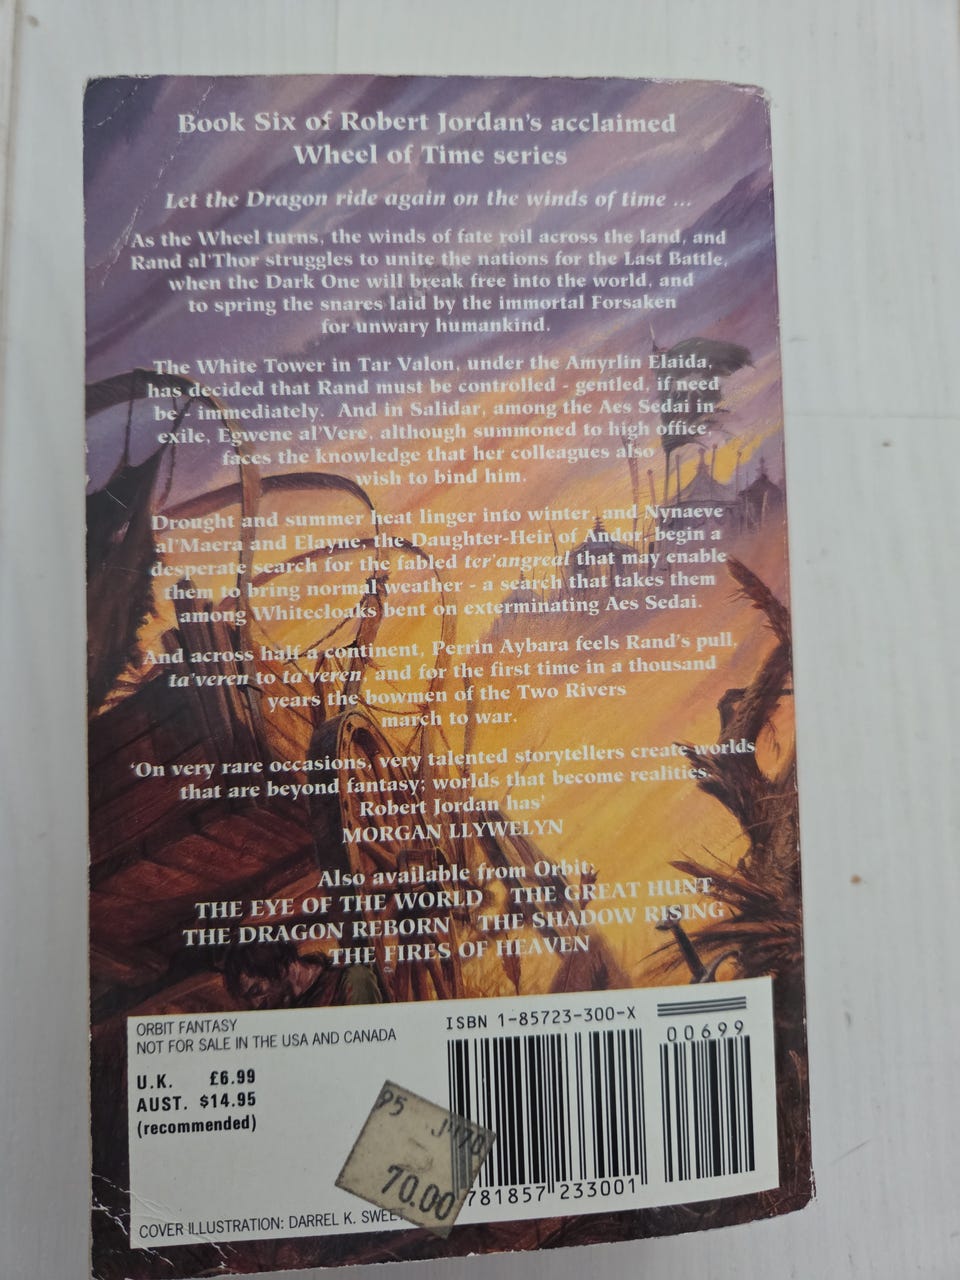 Book Six of Robert Jordan's acclaimed
Wheel of Time series
Let the Dragon ride again on the winds of time ...
As the Wheel turns, the winds of fate roil across the land, and
Rand al'Thor struggles to unite the nations for the Last Battle,
when the Dark One will break free into the world, and
to spring the snares laid by the immortal Forsaken
for unwary humankind.
The White Tower in Tar Valon, under the Amyrlin Elaida,
has decided that Rand must be controlled - gentled, if need
be - immediately. And in Salidar, among the Aes Sedai in
exile, Egwene al'Vere, although summoned to high office,
faces the knowledge that her colleagues also
wish to bind him.
Drought and summer heat linger into winter, and Nynaeve
al'Maera and Elayne, the Daughter-Heir of Andor, begin a
desperate search for the fabled ter'angreal that may enable
them to bring normal weather - a search that takes them
among Whitecloaks bent on exterminating Aes Sedai.
And across half a continent, Perrin Aybara feels Rand's pull,
ta'veren to ta'veren, and for the first time in a thousand
years the bowmen of the Two Rivers
march to war.
'On very rare occasions, very talented storytellers create worlds
that are beyond fantasy; worlds that become realities.
Robert Jordan has'
MORGAN LLYWELYN
Also available from Orbit:
THE EYE OF THE WORLD THE GREAT HUNT
THE DRAGON REBORN THE SHADOW RISING
THE FIRES OF HEAVEN
ORBIT FANTASY
NOT FOR SALE IN THE USA AND CANADA
U.K. £6.99
AUST. $14.95
(recommended)
ISBN 1-85723-300-X
00699
95
70.00
781857 233001
COVER ILLUSTRATION: DARREL K. SWEET